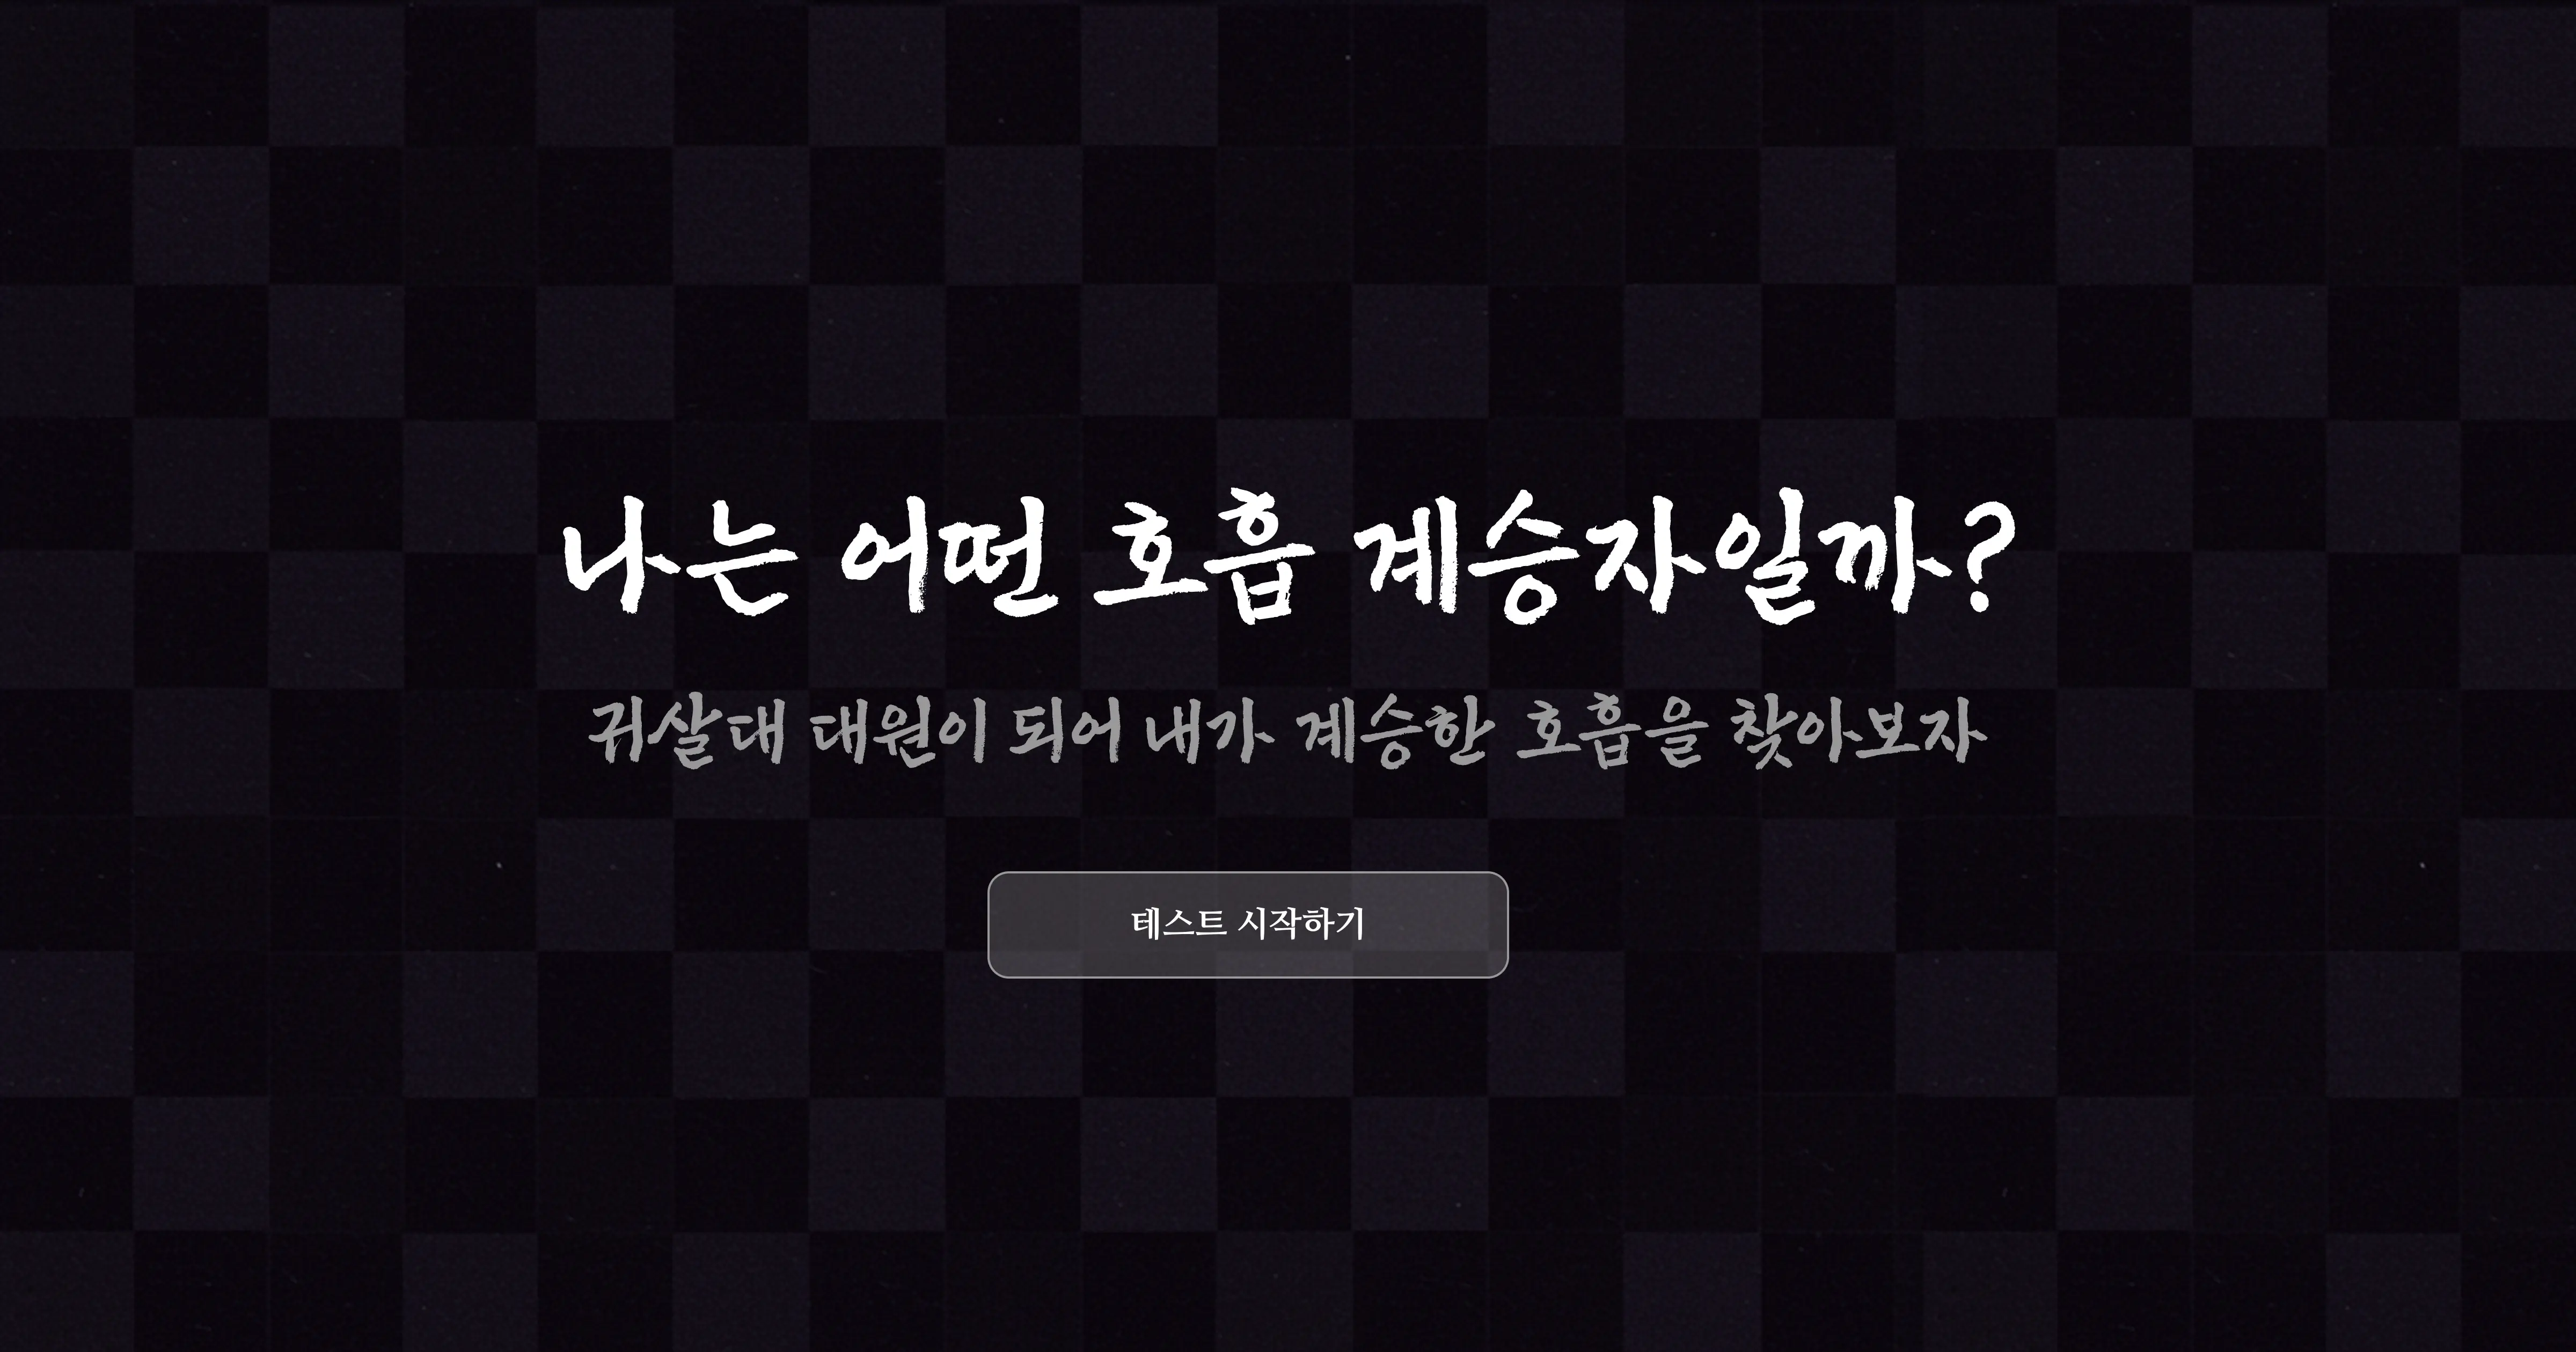 나는 어떤 호흡 계승자일까?
귀살대 대원이 되어 내가 계승한 호흡을 찾아보자
테스트 시작하기